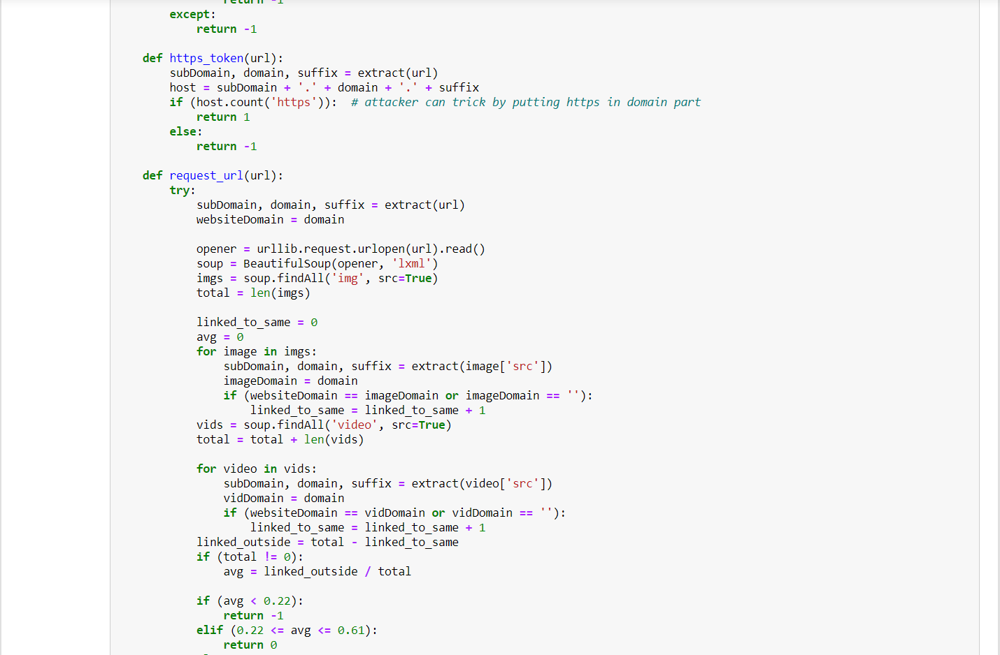 return -1
except:
return -1
def https_token(url):
subDomain, domain, suffix = extract(url)
host = subDomain + '.' + domain + '.' + suffix
if (host.count('https')):  # attacker can trick by putting https in domain part
return 1
else:
return -1
def request_url(url):
try:
subDomain, domain, suffix = extract(url)
websiteDomain = domain
opener = urllib.request.urlopen(url).read()
soup = BeautifulSoup(opener, 'lxml')
imgs = soup.findAll('img', src=True)
total = len(imgs)
linked_to_same = 0
avg = 0
for image in imgs:
subDomain, domain, suffix = extract(image['src'])
imageDomain = domain
if (websiteDomain == imageDomain or imageDomain == ''):
linked_to_same = linked_to_same + 1
vids = soup.findAll('video', src=True)
total = total + len(vids)
for video in vids:
subDomain, domain, suffix = extract(video['src'])
vidDomain = domain
if (websiteDomain == vidDomain or vidDomain == ''):
linked_to_same = linked_to_same + 1
linked_outside = total - linked_to_same
if (total != 0):
avg = linked_outside / total
if (avg < 0.22):
return -1
elif (0.22 <= avg <= 0.61):
return 0